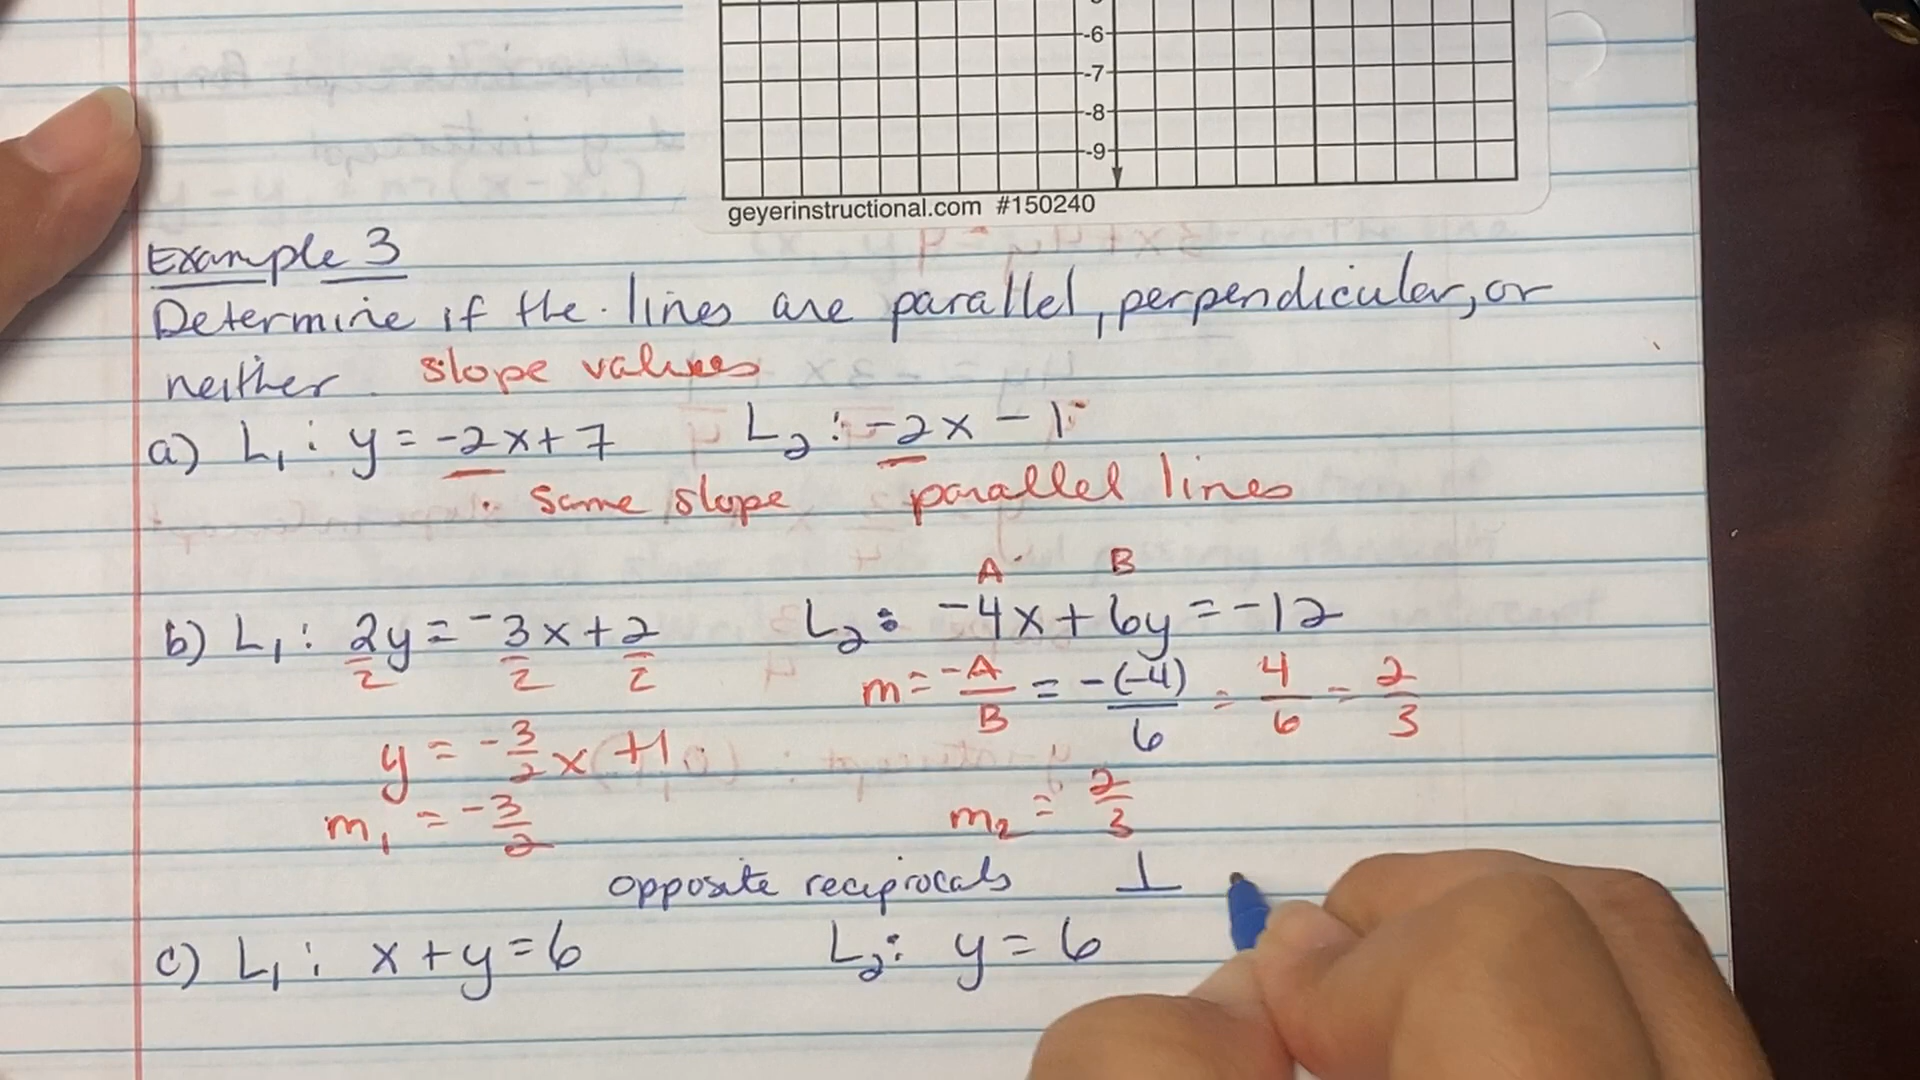 -6
-7
-8
-9
geyerinstructional.com #150240
Example 3
Determine if the lines are parallel, perpendicular, or
neither. slope values
a) L₁: y = -2x+7 L₂: -2x - 1
same slope parallel lines
A B
b) L₁: 2y = -3x+2 L₂: -4x+6y = -12
2 2 2 m = -A/B = -(-4)/6 = 4/6 = 2/3
y = -3/2 x +1
m₁ = -3/2 m₂ = 2/3
opposite reciprocals ⊥
c) L₁: x+y=6 L₂: y = 6